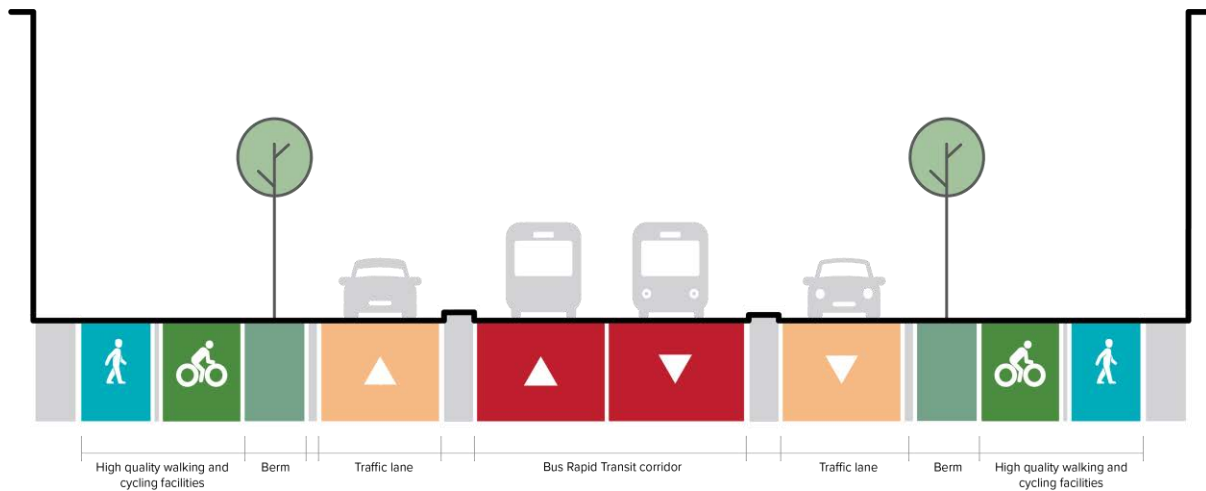 High quality walking and
cycling facilities
Berm
Traffic lane
Bus Rapid Transit corridor
Traffic lane
Berm
High quality walking and
cycling facilities